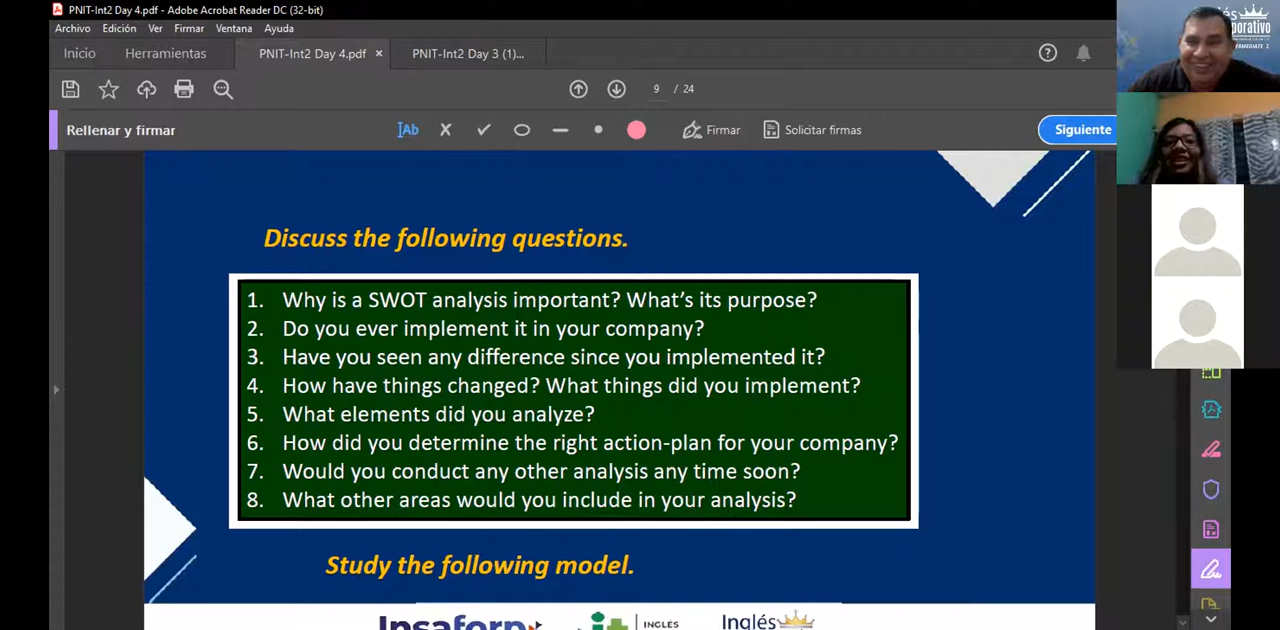 PNIT-Int2 Day 4.pdf - Adobe Acrobat Reader DC (32-bit)
Archivo Edición Ver Firmar Ventana Ayuda
Inicio Herramientas PNIT-Int2 Day 4.pdf × PNIT-Int2 Day 3 (1)...
9 / 24
Rellenar y firmar Ab Firmar Solicitar firmas Siguiente
Discuss the following questions.
1. Why is a SWOT analysis important? What's its purpose?
2. Do you ever implement it in your company?
3. Have you seen any difference since you implemented it?
4. How have things changed? What things did you implement?
5. What elements did you analyze?
6. How did you determine the right action-plan for your company?
7. Would you conduct any other analysis any time soon?
8. What other areas would you include in your analysis?
Study the following model.
Insaforp INGLES Inglés